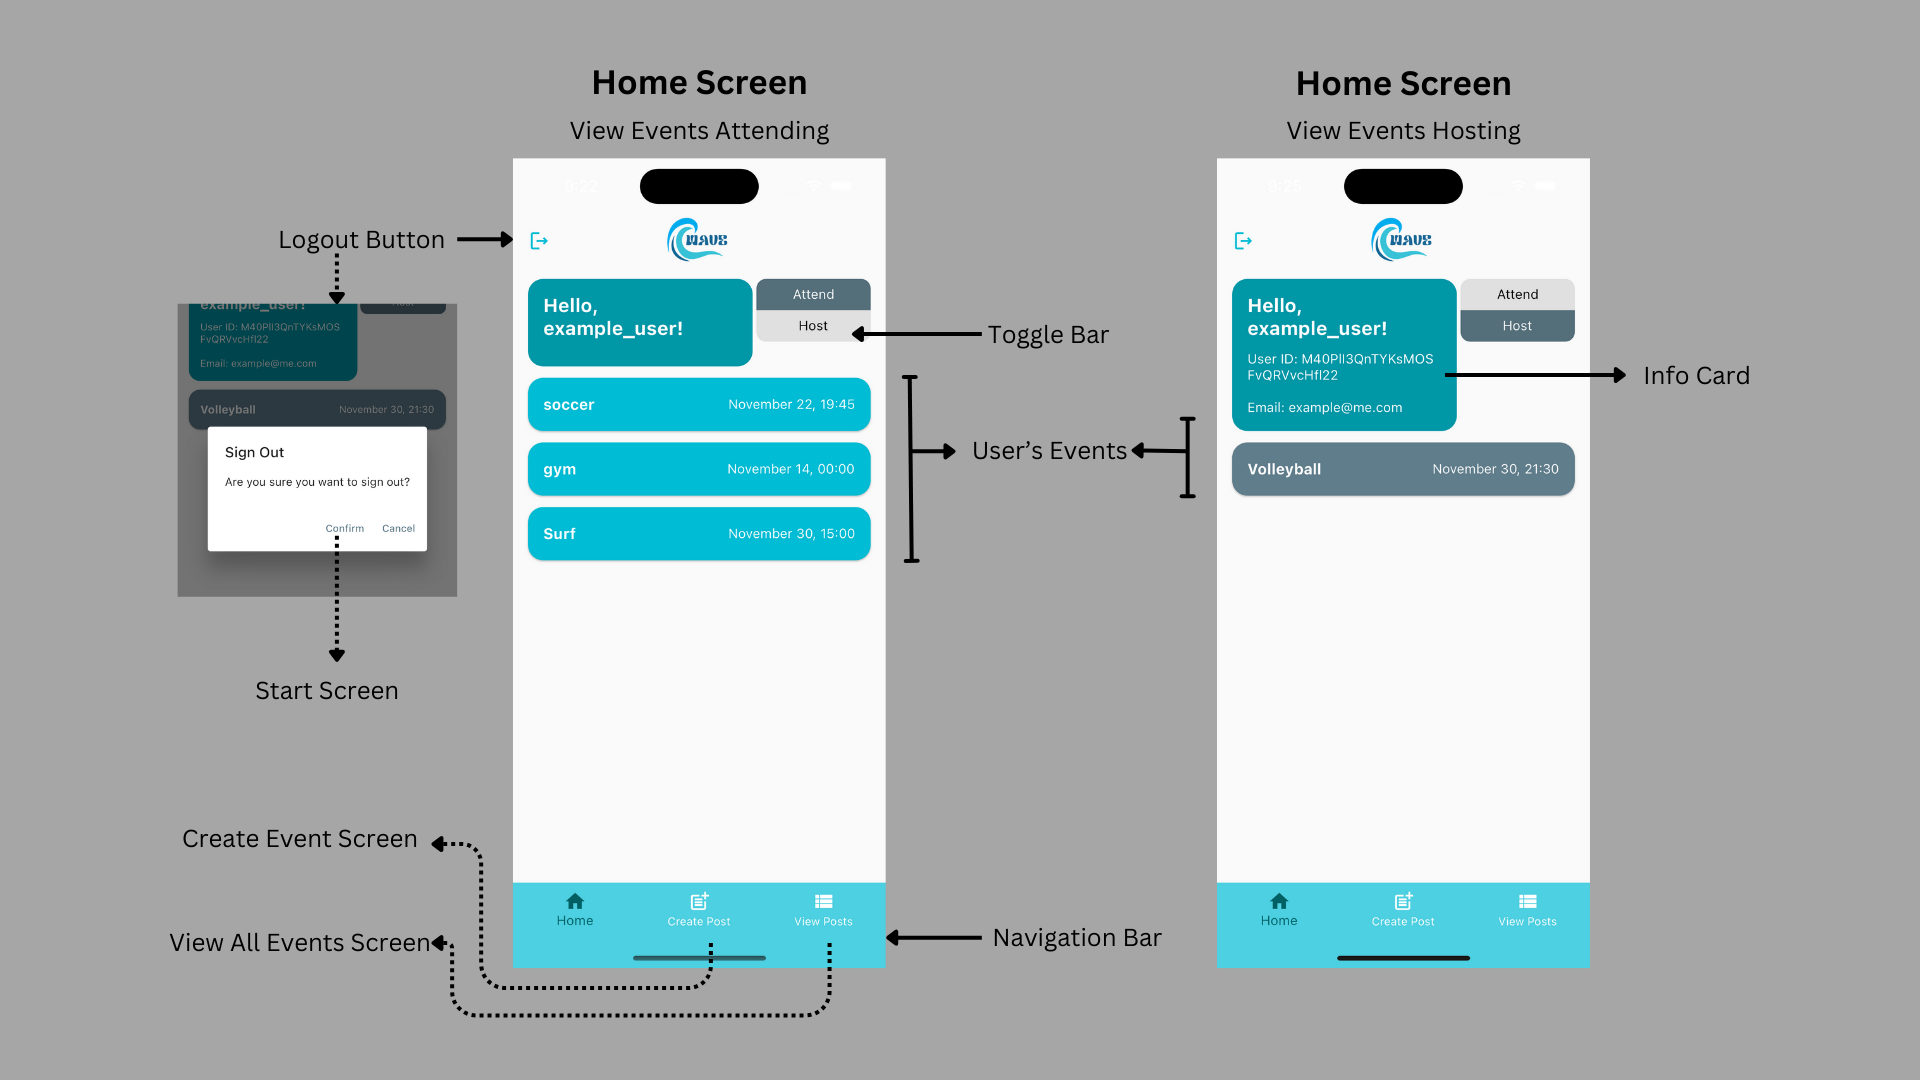 Home Screen
View Events Attending
Home Screen
View Events Hosting
Logout Button
WAVE
Hello,
example_user!
Attend
Host
Toggle Bar
soccer
November 22, 19:45
gym
November 14, 00:00
Surf
November 30, 15:00
User's Events
Home
Create Post
View Posts
Navigation Bar
WAVE
Hello,
example_user!
User ID: M40PlI3QnTYKsMOS
FvQRVvcHfl22
Email: example@me.com
Attend
Host
Info Card
Volleyball
November 30, 21:30
Home
Create Post
View Posts
example_user!
User ID: M40PlI3QnTYKsMOS
FvQRVvcHfl22
Email: example@me.com
Volleyball
November 30, 21:30
Sign Out
Are you sure you want to sign out?
Confirm
Cancel
Start Screen
Create Event Screen
View All Events Screen